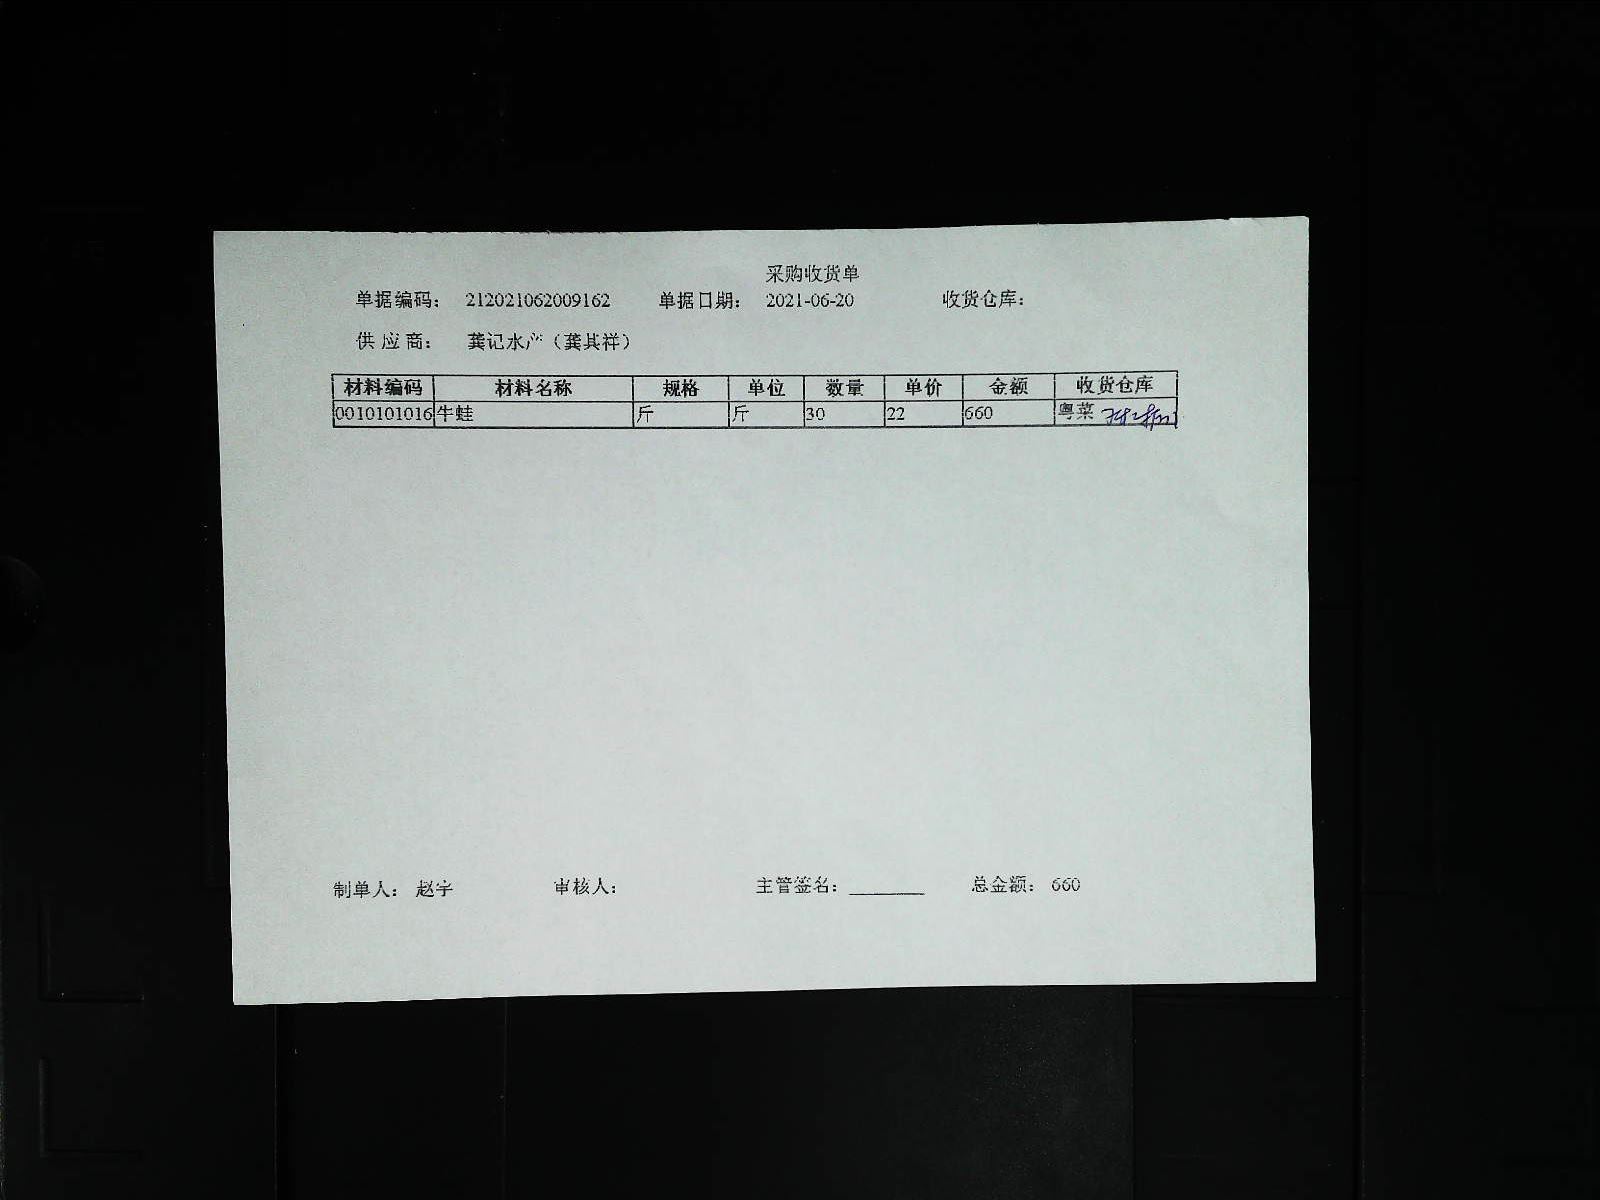 采购收货单
单据编码： 212021062009162 单据日期： 2021-06-20 收货仓库：
供 应 商： 龚记水产（龚其祥）
材料编码 材料名称 规格 单位 数量 单价 金额 收货仓库
0010101016 牛蛙 斤 斤 30 22 660 粤菜
制单人： 赵宇 审核人： 主管签名：________ 总金额： 660